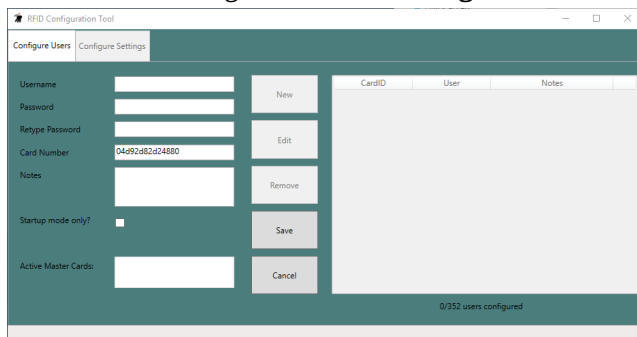 RFID Configuration Tool
Configure Users Configure Settings
Username
Password
Retype Password
Card Number 04d92d82d24880
Notes
Startup mode only?
Active Master Cards:
New
Edit
Remove
Save
Cancel
CardID User Notes
0/352 users configured